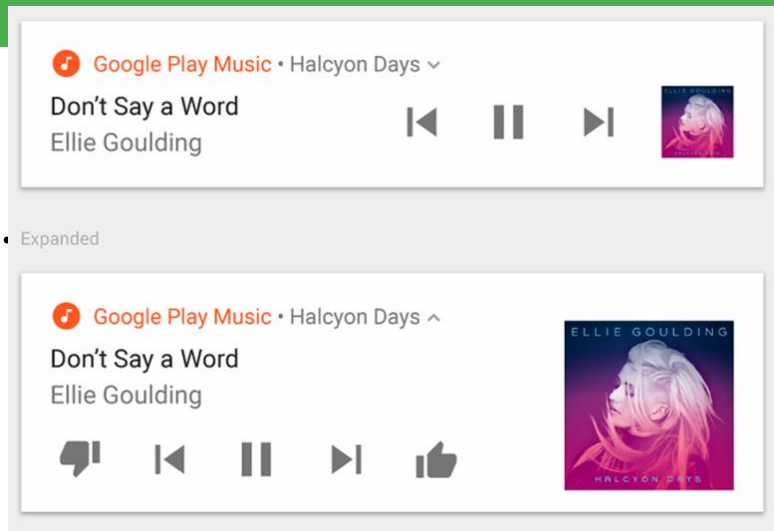 Google Play Music • Halcyon Days
Don't Say a Word
Ellie Goulding
ELLIE GOULDING
HALCYON DAYS
Expanded
Google Play Music • Halcyon Days
Don't Say a Word
Ellie Goulding
ELLIE GOULDING
HALCYON DAYS